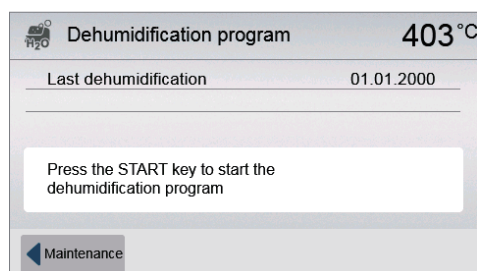 H2O
Dehumidification program 403°C
Last dehumidification 01.01.2000
Press the START key to start the
dehumidification program
Maintenance